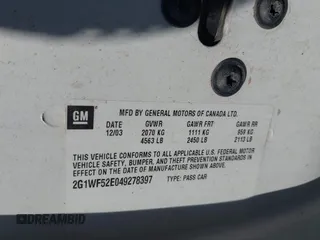 GM
MFD BY GENERAL MOTORS OF CANADA LTD.
DATE GVWR GAWR FRT GAWR RR
12/03 2070 KG 1111 KG 959 KG
4563 LB 2450 LB 2113 LB
THIS VEHICLE CONFORMS TO ALL APPLICABLE U.S. FEDERAL MOTOR
VEHICLE SAFETY, BUMPER, AND THEFT PREVENTION STANDARDS IN
EFFECT ON THE DATE OF MANUFACTURE SHOWN ABOVE.
2G1WF52E049278397 TYPE: PASS CAR
DREAMBID